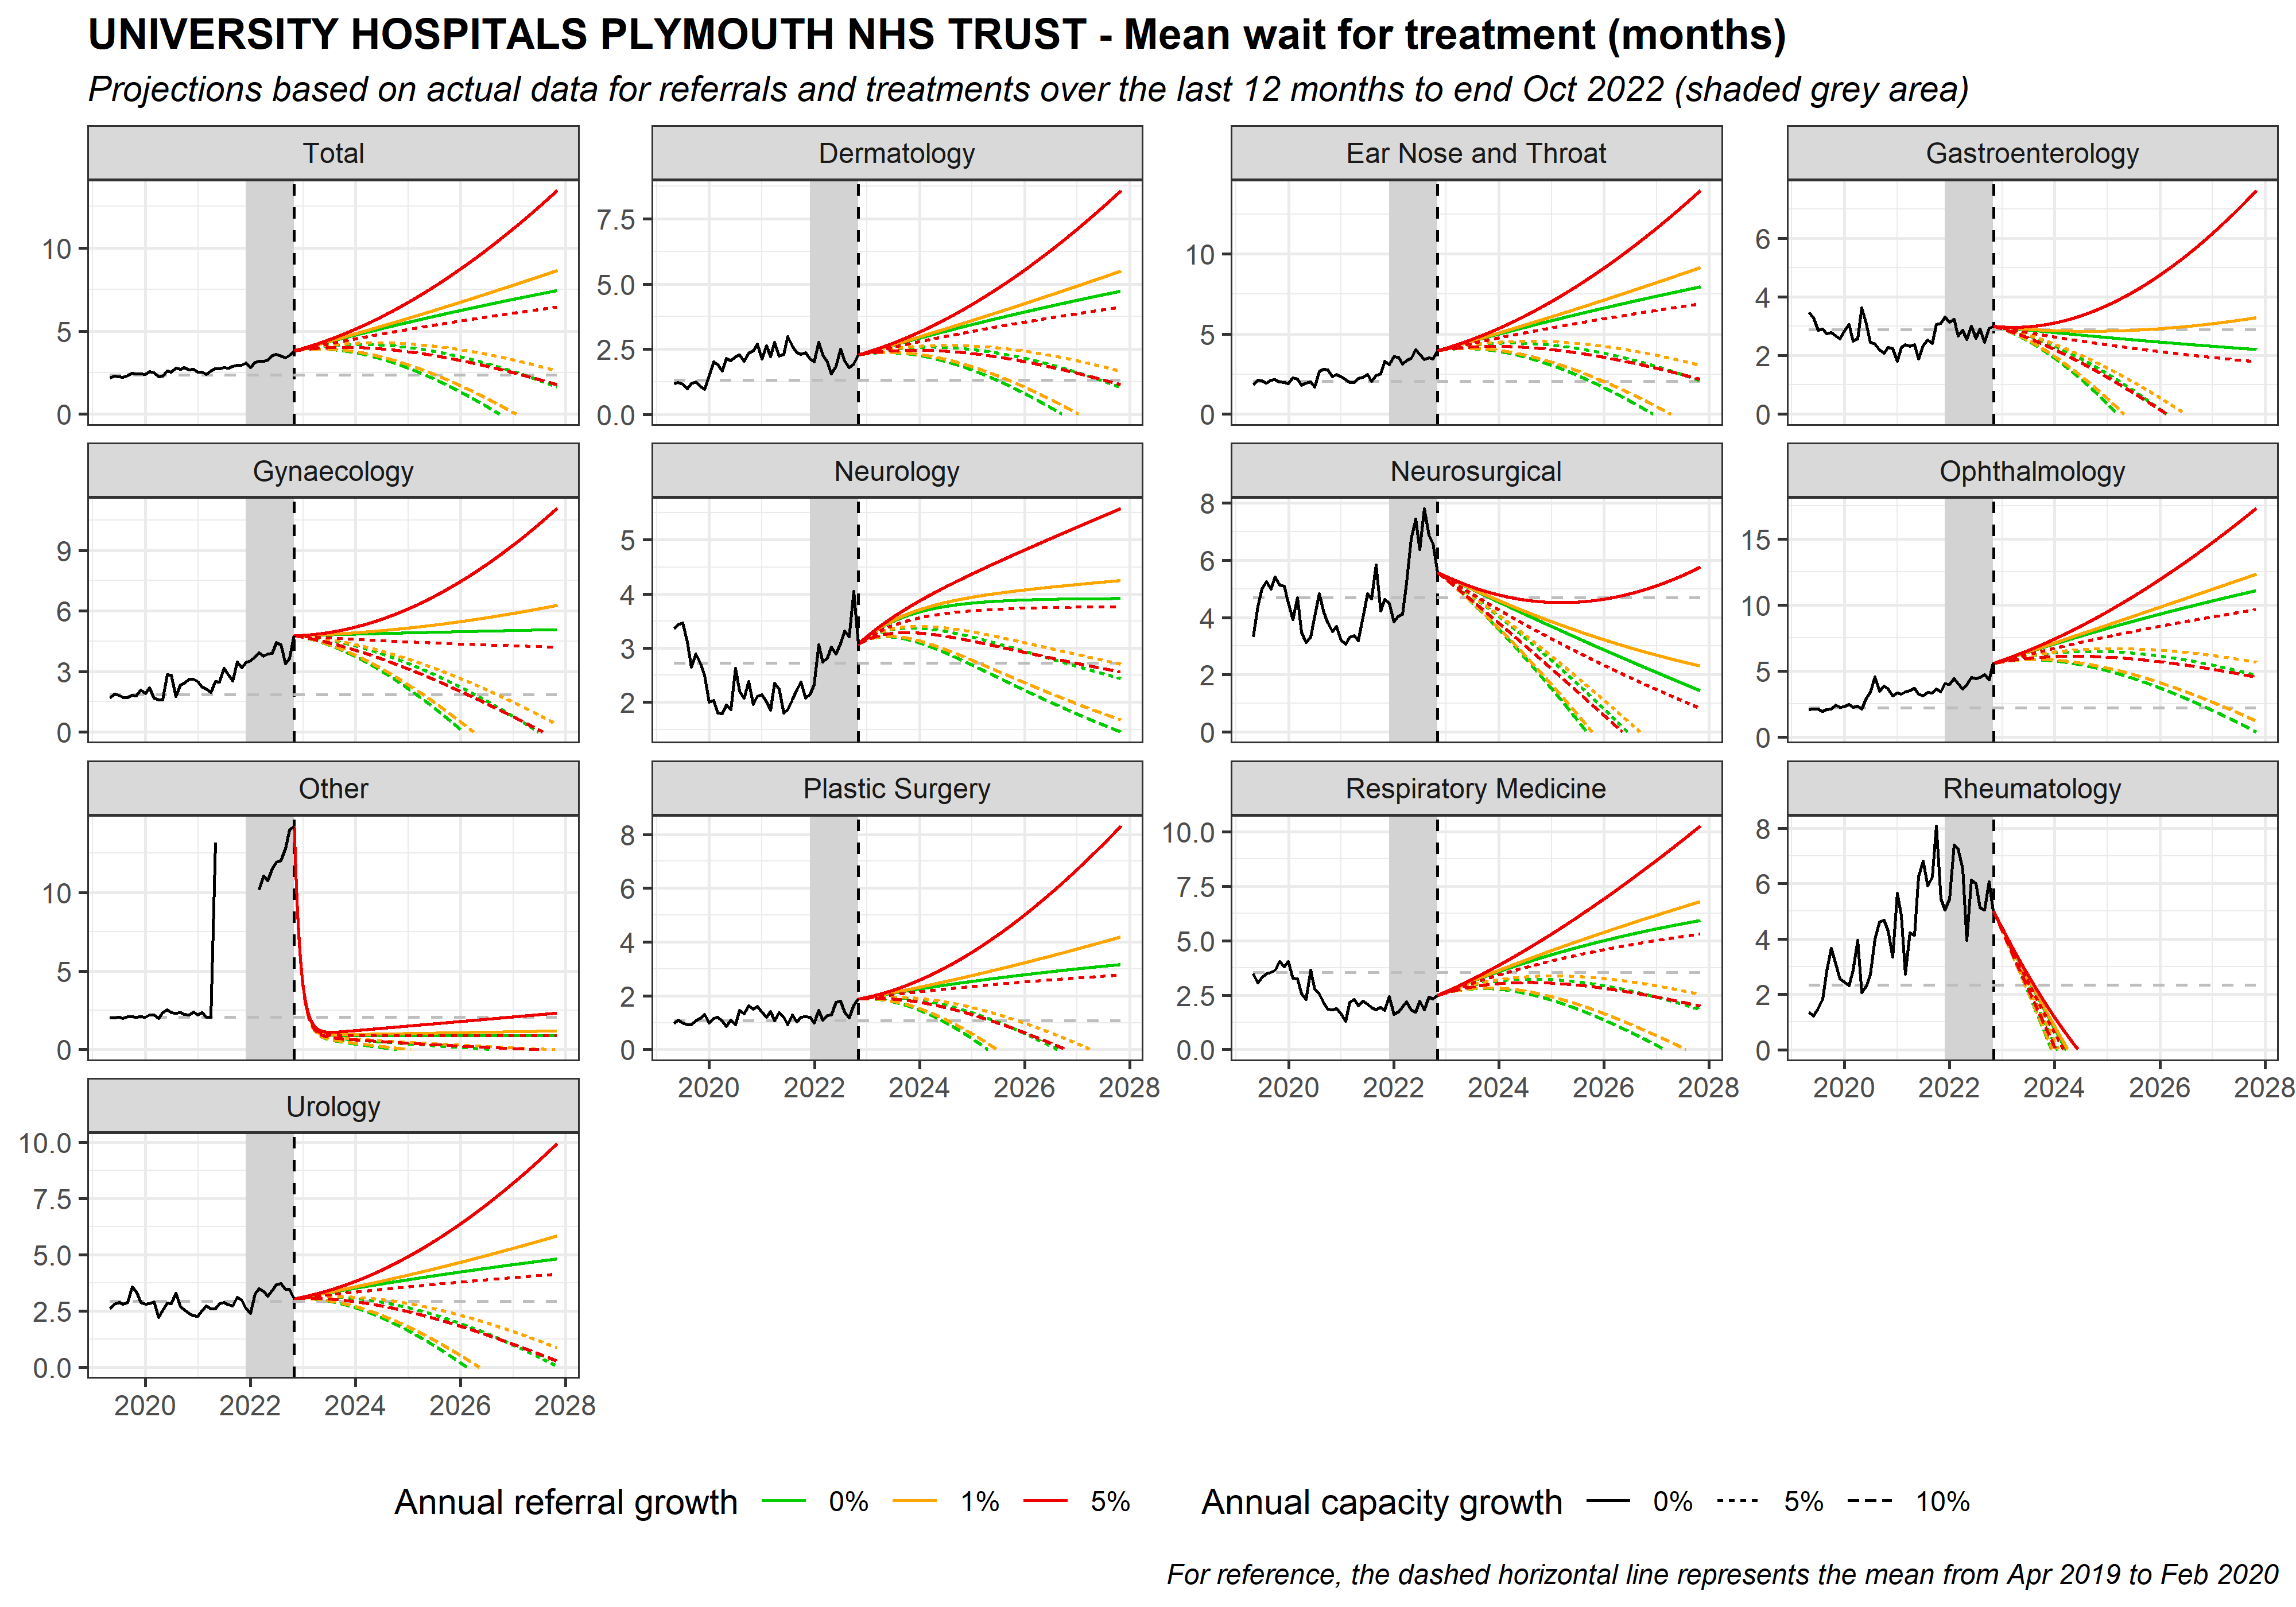 UNIVERSITY HOSPITALS PLYMOUTH NHS TRUST - Mean wait for treatment (months)
Projections based on actual data for referrals and treatments over the last 12 months to end Oct 2022 (shaded grey area)
Total
Dermatology
Ear Nose and Throat
Gastroenterology
10
5
0
7.5
5.0
2.5
0.0
10
5
0
6
4
2
0
Gynaecology
Neurology
Neurosurgical
Ophthalmology
9
6
3
0
5
4
3
2
8
6
4
2
0
15
10
5
0
Other
Plastic Surgery
Respiratory Medicine
Rheumatology
10
5
0
8
6
4
2
0
10.0
7.5
5.0
2.5
0.0
8
6
4
2
0
2020 2022 2024 2026 2028
2020 2022 2024 2026 2028
2020 2022 2024 2026 2028
Urology
10.0
7.5
5.0
2.5
0.0
2020 2022 2024 2026 2028
Annual referral growth 0% 1% 5%
Annual capacity growth 0% 5% 10%
For reference, the dashed horizontal line represents the mean from Apr 2019 to Feb 2020